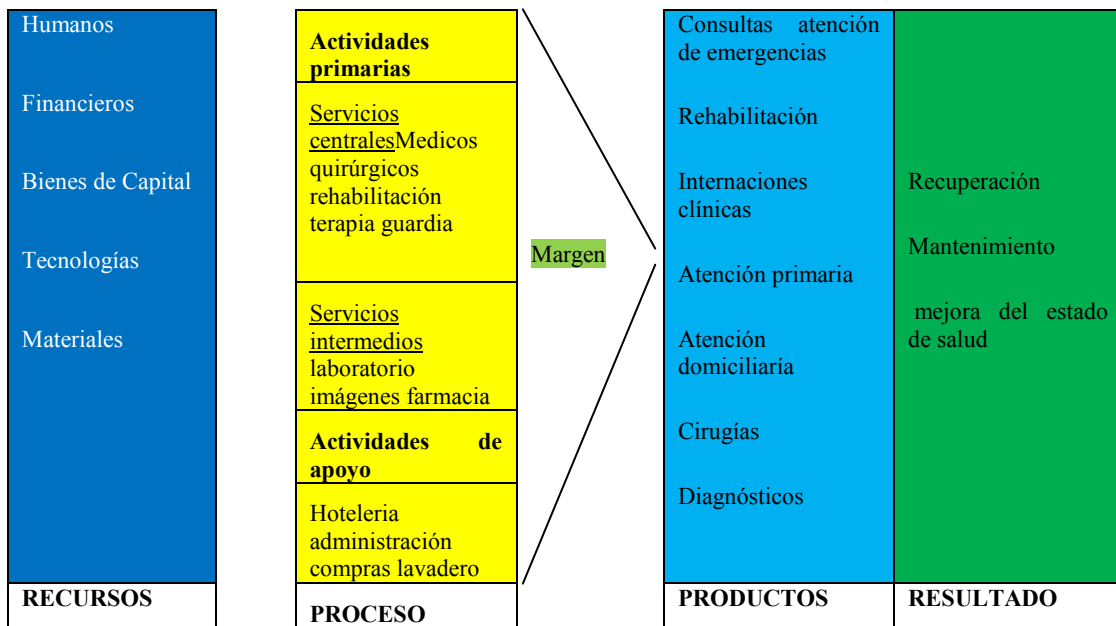 Humanos
Financieros
Bienes de Capital
Tecnologías
Materiales
RECURSOS
Actividades
primarias
Servicios
centralesMedicos
quirúrgicos
rehabilitación
terapia guardia
Servicios
intermedios
laboratorio
imágenes farmacia
Actividades de
apoyo
Hoteleria
administración
compras lavadero
PROCESO
Margen
Consultas atención
de emergencias
Rehabilitación
Internaciones
clínicas
Atención primaria
Atención
domiciliaría
Cirugías
Diagnósticos
PRODUCTOS
Recuperación
Mantenimiento
mejora del estado
de salud
RESULTADO